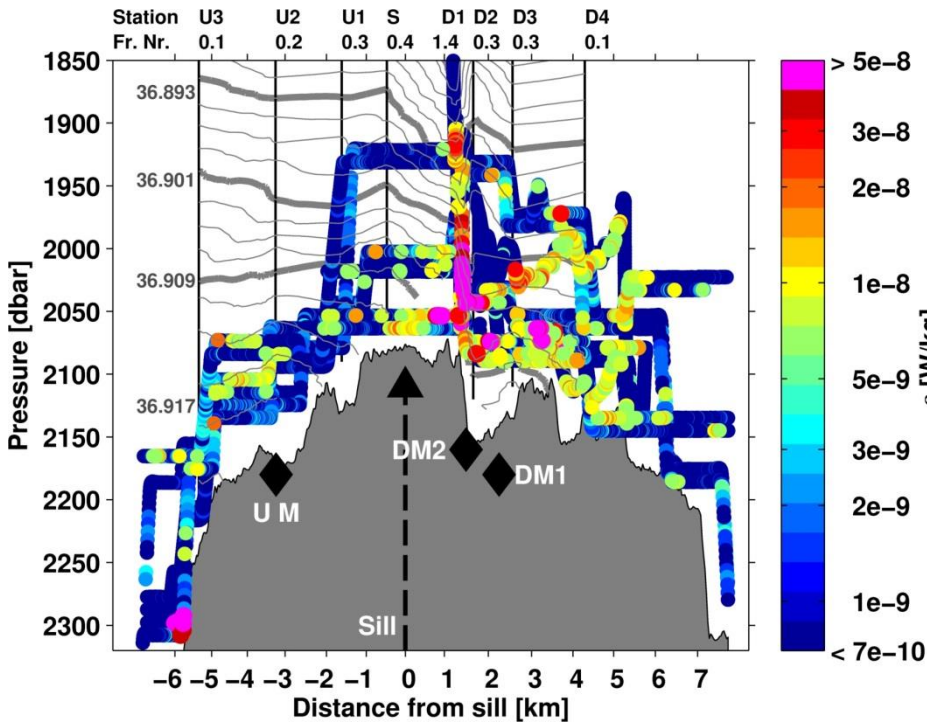 Station U3 U2 U1 S D1 D2 D3 D4
Fr. Nr. 0.1 0.2 0.3 0.4 1.4 0.3 0.3 0.1
1850
1900
1950
2000
2050
2100
2150
2200
2250
2300
Pressure [dbar]
36.893
36.901
36.909
36.917
DM2
DM1
U M
Sill
−6 −5 −4 −3 −2 −1 0 1 2 3 4 5 6 7
Distance from sill [km]
> 5e-8
3e-8
2e-8
1e-8
5e-9
2e-9
1e-9
< 7e-10
[W/kg]